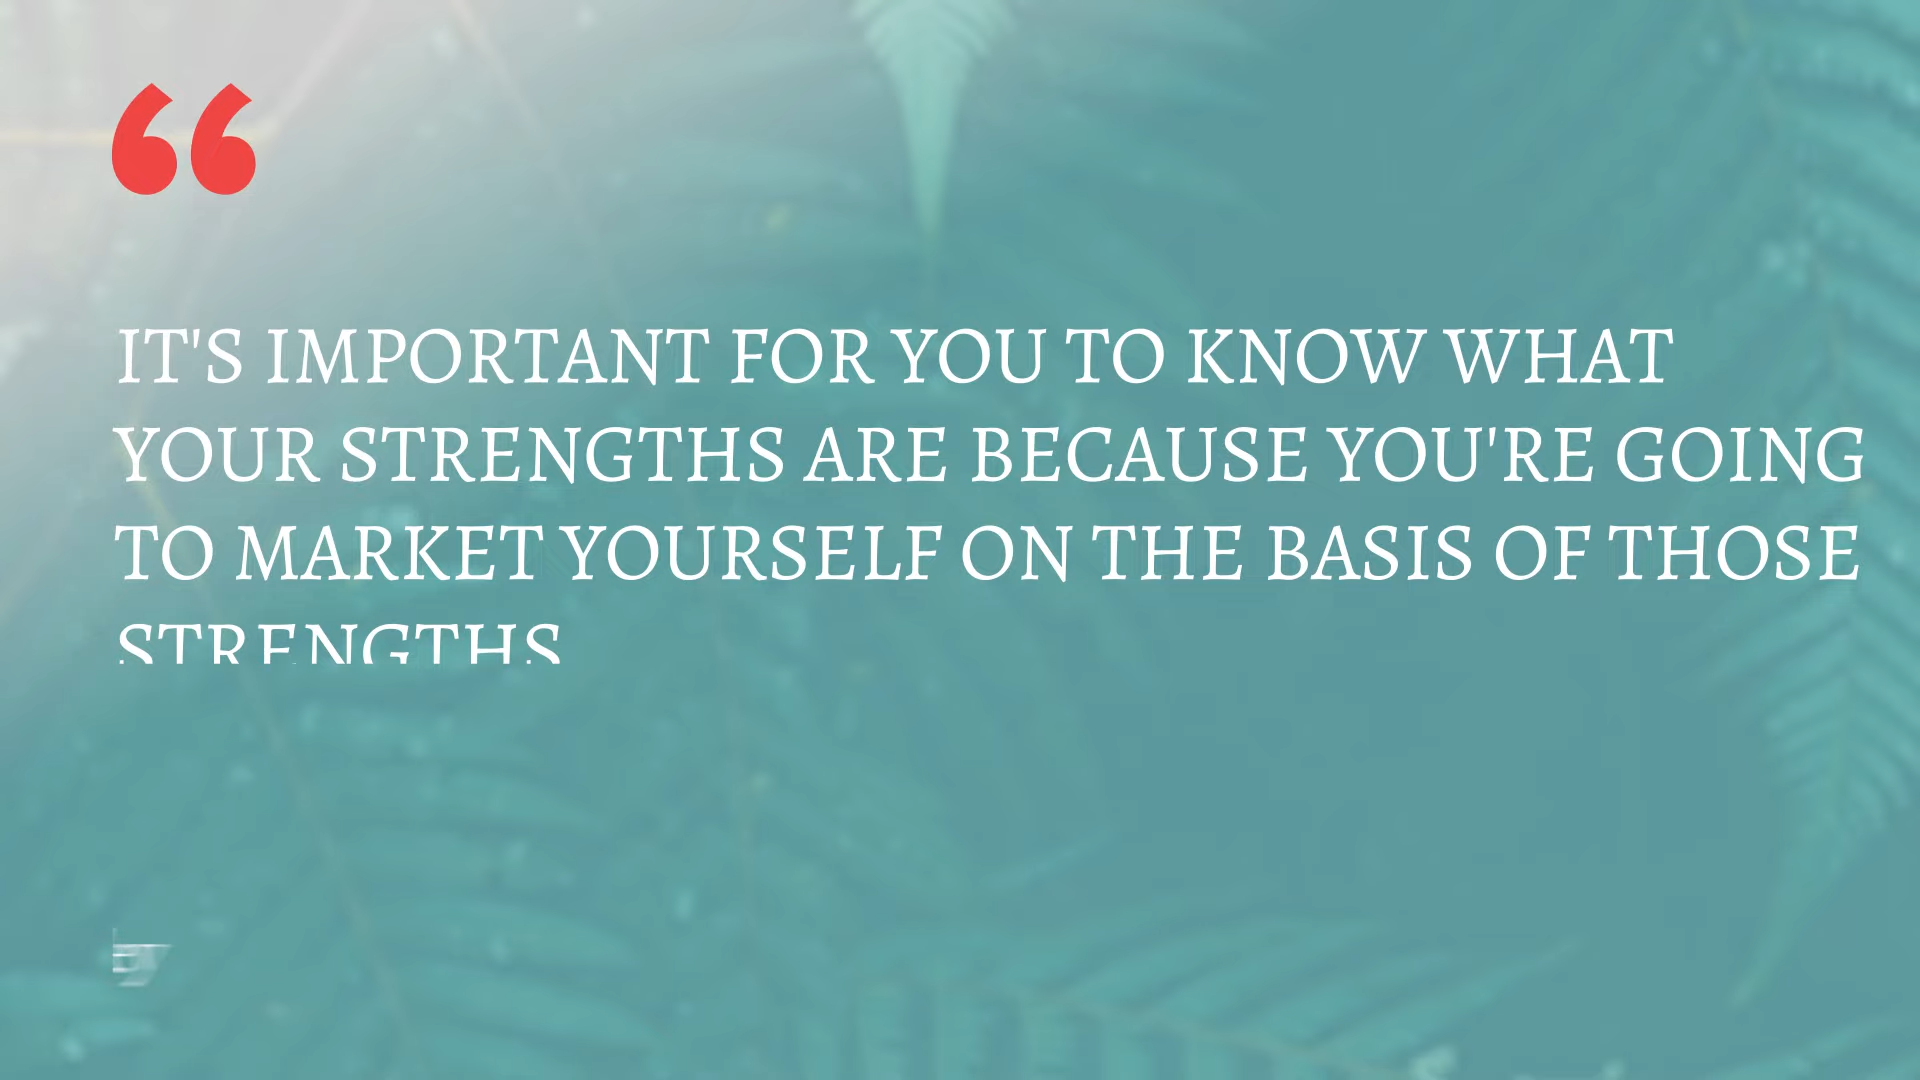 “
IT'S IMPORTANT FOR YOU TO KNOW WHAT
YOUR STRENGTHS ARE BECAUSE YOU'RE GOING
TO MARKET YOURSELF ON THE BASIS OF THOSE
STRENGTHS